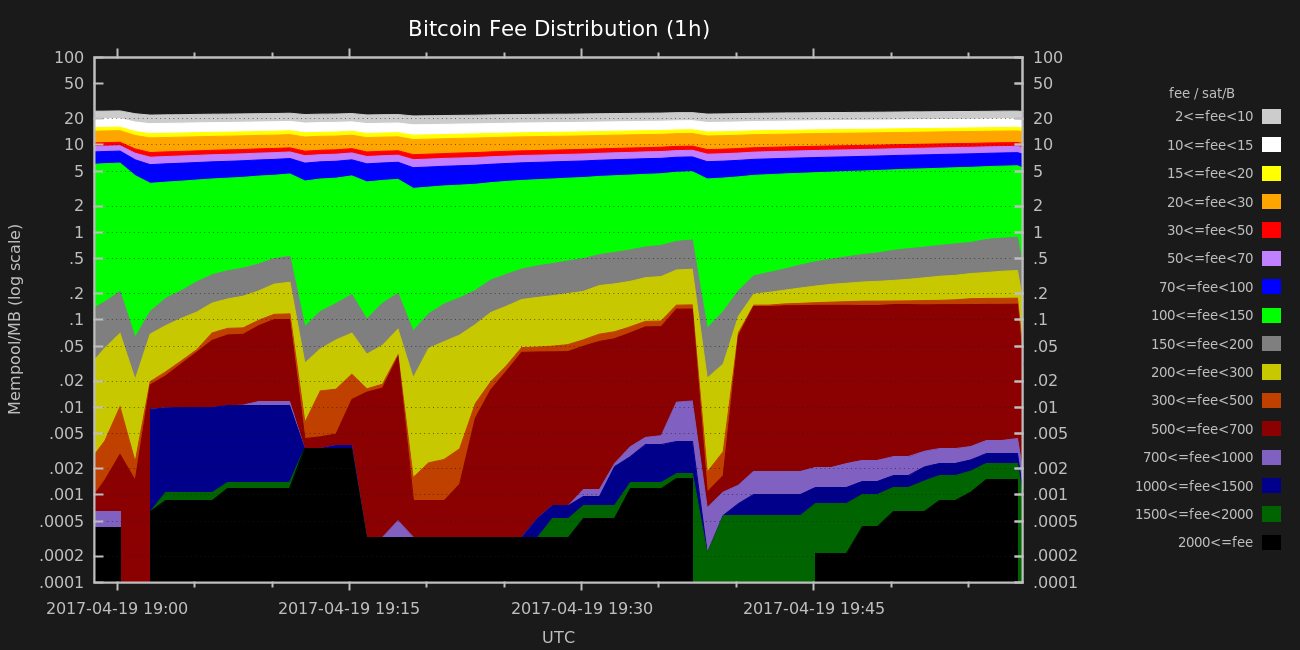 Bitcoin Fee Distribution (1h)
100 100
50 50
20 20
10 10
5 5
2 2
1 1
.5 .5
.2 .2
.1 .1
.05 .05
.02 .02
.01 .01
.005 .005
.002 .002
.001 .001
.0005 .0005
.0002 .0002
.0001 .0001
Mempool/MB (log scale)
2017-04-19 19:00 2017-04-19 19:15 2017-04-19 19:30 2017-04-19 19:45
UTC
fee / sat/B
2<=fee<10
10<=fee<15
15<=fee<20
20<=fee<30
30<=fee<50
50<=fee<70
70<=fee<100
100<=fee<150
150<=fee<200
200<=fee<300
300<=fee<500
500<=fee<700
700<=fee<1000
1000<=fee<1500
1500<=fee<2000
2000<=fee